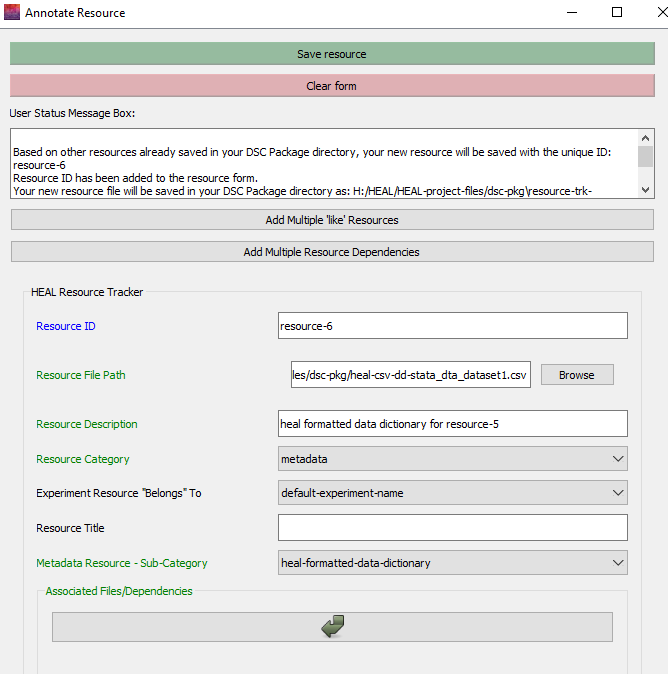 Annotate Resource
Save resource
Clear form
User Status Message Box:
Based on other resources already saved in your DSC Package directory, your new resource will be saved with the unique ID:
resource-6
Resource ID has been added to the resource form.
Your new resource file will be saved in your DSC Package directory as: H:/HEAL/HEAL-project-files/dsc-pkg\resource-trk-
Add Multiple 'like' Resources
Add Multiple Resource Dependencies
HEAL Resource Tracker
Resource ID resource-6
Resource File Path les/dsc-pkg/heal-csv-dd-stata_dta_dataset1.csv Browse
Resource Description heal formatted data dictionary for resource-5
Resource Category metadata
Experiment Resource "Belongs" To default-experiment-name
Resource Title
Metadata Resource - Sub-Category heal-formatted-data-dictionary
Associated Files/Dependencies